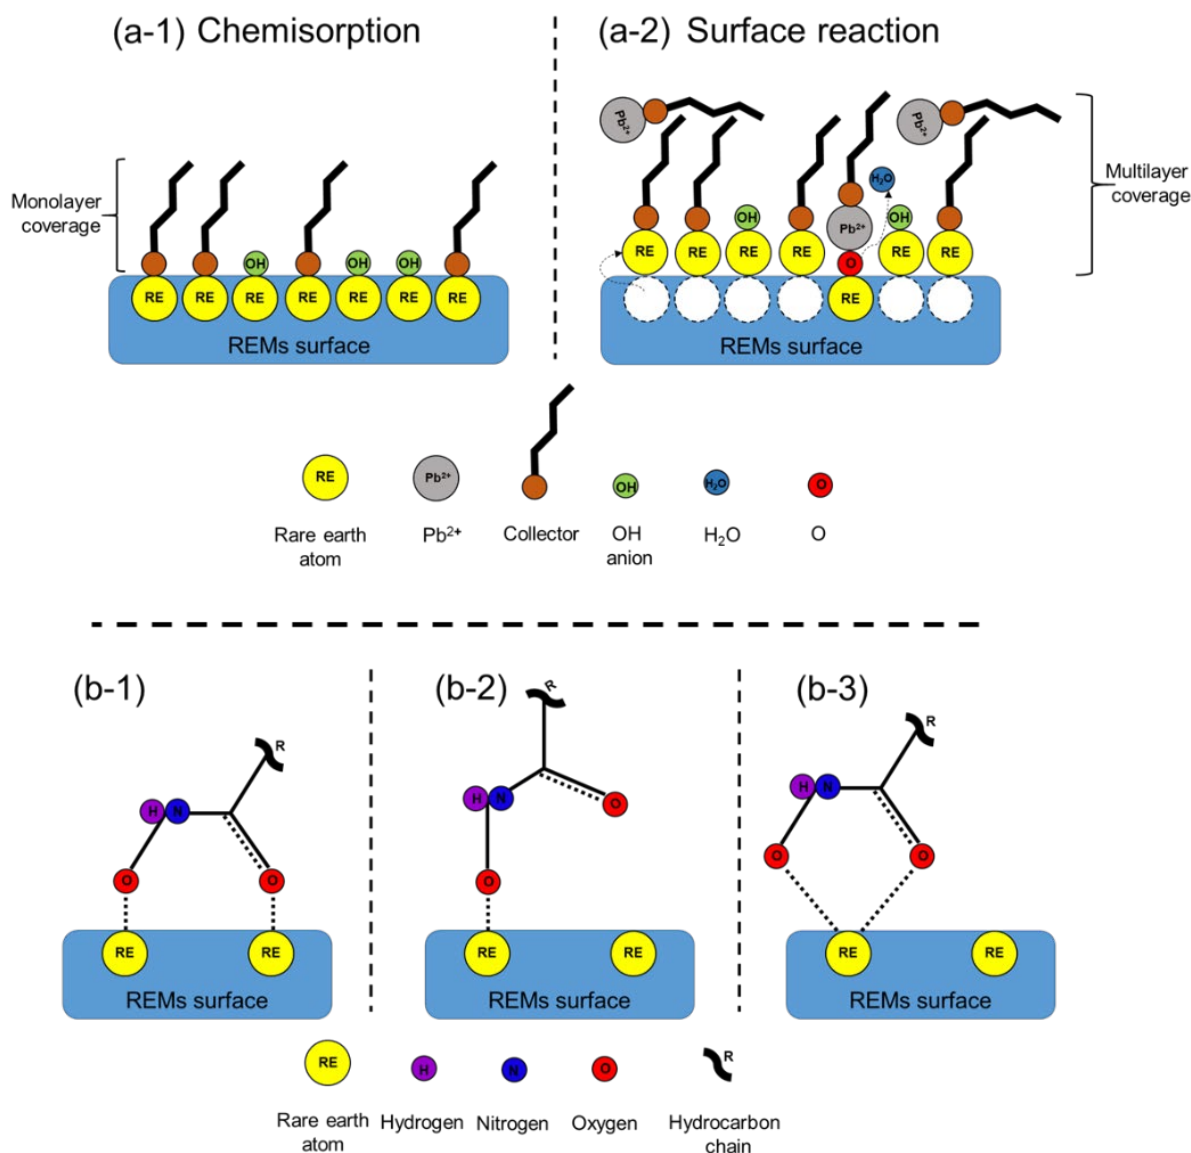 (a-1) Chemisorption
(a-2) Surface reaction
Monolayer
coverage
OH
OH
OH
RE
RE
RE
RE
RE
RE
RE
REMs surface
Pb²⁺
Pb²⁺
H₂O
OH
Pb²⁺
OH
RE
RE
RE
RE
O
RE
RE
RE
REMs surface
Multilayer
coverage
RE
Pb²⁺
OH
H₂O
O
Rare earth
atom
Pb²⁺
Collector
OH
anion
H₂O
O
(b-1)
R
H
N
O
O
RE
RE
REMs surface
(b-2)
R
H
N
O
O
RE
RE
REMs surface
(b-3)
R
H
N
O
O
RE
RE
REMs surface
RE
H
N
O
R
Rare earth
atom
Hydrogen
Nitrogen
Oxygen
Hydrocarbon
chain